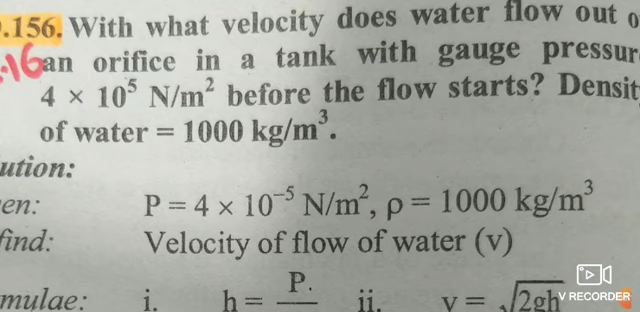 .156. With what velocity does water flow out o
.16 an orifice in a tank with gauge pressur
4 × 10⁵ N/m² before the flow starts? Densit
of water = 1000 kg/m³.
ution:
en: P = 4 × 10⁻⁵ N/m², ρ = 1000 kg/m³
find: Velocity of flow of water (v)
mulae: i. h = P. ii. v = √2gh
V RECORDER